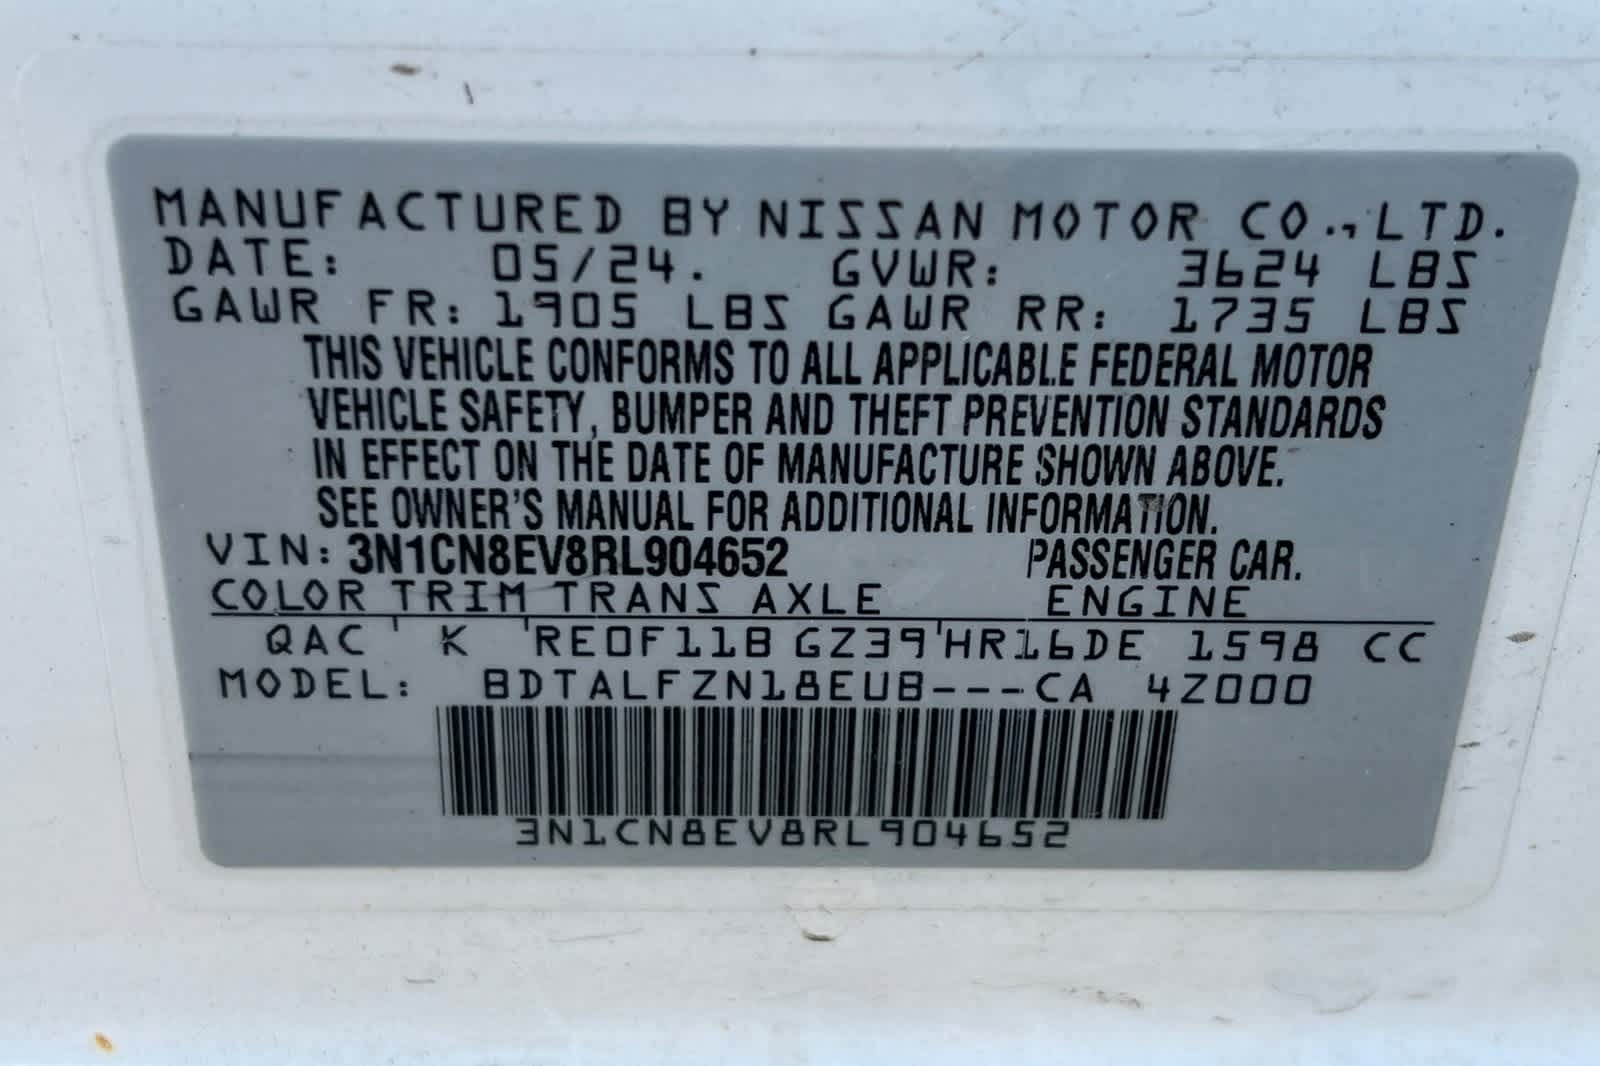 MANUFACTURED BY NISSAN MOTOR CO., LTD.
DATE: 05/24. GVWR: 3624 LBS
GAWR FR: 1905 LBS GAWR RR: 1735 LBS
THIS VEHICLE CONFORMS TO ALL APPLICABLE FEDERAL MOTOR
VEHICLE SAFETY, BUMPER AND THEFT PREVENTION STANDARDS
IN EFFECT ON THE DATE OF MANUFACTURE SHOWN ABOVE.
SEE OWNER'S MANUAL FOR ADDITIONAL INFORMATION.
VIN: 3N1CN8EV8RL904652 PASSENGER CAR.
COLOR TRIM TRANS AXLE ENGINE
QAC K RE0F11B GZ39 HR16DE 1598 CC
MODEL: BDTALFZN18EUB---CA 4Z000
3N1CN8EV8RL904652